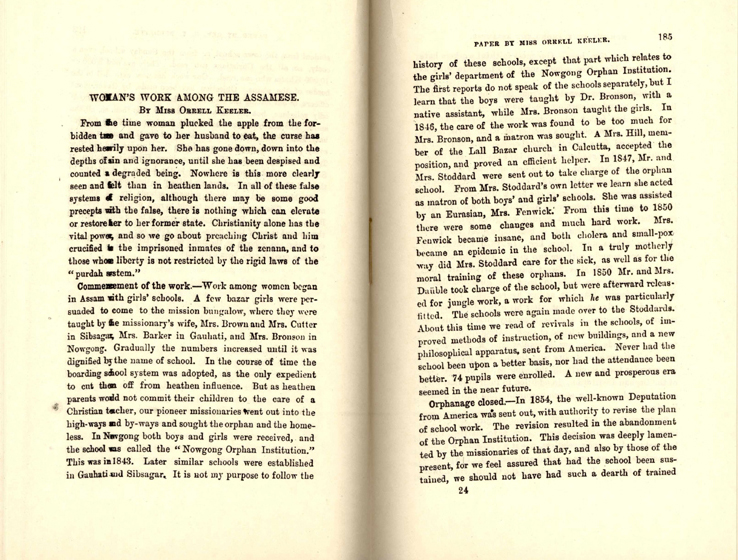 WOMAN'S WORK AMONG THE ASSAMESE.
By Miss Orrell Keeler.
From the time woman plucked the apple from the for-
bidden tree and gave to her husband to eat, the curse has
rested heavily upon her. She has gone down, down into the
depths of sin and ignorance, until she has been despised and
counted a degraded being. Nowhere is this more clearly
seen and felt than in heathen lands. In all of these false
systems of religion, although there may be some good
precepts with the false, there is nothing which can elevate
or restore her to her former state. Christianity alone has the
vital power, and so we go about preaching Christ and him
crucified to the imprisoned inmates of the zenana, and to
those whom liberty is not restricted by the rigid laws of the
"purdah system."
Commencement of the work.—Work among women began
in Assam with girls' schools. A few bazar girls were per-
suaded to come to the mission bungalow, where they were
taught by the missionary's wife, Mrs. Brown and Mrs. Cutter
in Sibsagar, Mrs. Barker in Gauhati, and Mrs. Bronson in
Nowgong. Gradually the numbers increased until it was
dignified by the name of school. In the course of time the
boarding school system was adopted, as the only expedient
to cut them off from heathen influence. But as heathen
parents would not commit their children to the care of a
Christian teacher, our pioneer missionaries went out into the
high-ways and by-ways and sought the orphan and the home-
less. In Nowgong both boys and girls were received, and
the school was called the "Nowgong Orphan Institution."
This was in 1843. Later similar schools were established
in Gauhati and Sibsagar. It is not my purpose to follow the
PAPER BY MISS ORRELL KEELER. 185
history of these schools, except that part which relates to
the girls' department of the Nowgong Orphan Institution.
The first reports do not speak of the schools separately, but I
learn that the boys were taught by Dr. Bronson, with a
native assistant, while Mrs. Bronson taught the girls. In
1846, the care of the work was found to be too much for
Mrs. Bronson, and a matron was sought. A Mrs. Hill, mem-
ber of the Lall Bazar church in Calcutta, accepted the
position, and proved an efficient helper. In 1847, Mr. and
Mrs. Stoddard were sent out to take charge of the orphan
school. From Mrs. Stoddard's own letter we learn she acted
as matron of both boys' and girls' schools. She was assisted
by an Eurasian, Mrs. Fenwick. From this time to 1850
there were some changes and much hard work. Mrs.
Fenwick became insane, and both cholera and small-pox
became an epidemic in the school. In a truly motherly
way did Mrs. Stoddard care for the sick, as well as for the
moral training of these orphans. In 1850 Mr. and Mrs.
Daüble took charge of the school, but were afterward releas-
ed for jungle work, a work for which he was particularly
fitted. The schools were again made over to the Stoddards.
About this time we read of revivals in the schools, of im-
proved methods of instruction, of new buildings, and a new
philosophical apparatus, sent from America. Never had the
school been upon a better basis, nor had the attendance been
better. 74 pupils were enrolled. A new and prosperous era
seemed in the near future.
Orphanage closed.—In 1854, the well-known Deputation
from America was sent out, with authority to revise the plan
of school work. The revision resulted in the abandonment
of the Orphan Institution. This decision was deeply lamen-
ted by the missionaries of that day, and also by those of the
present, for we feel assured that had the school been sus-
tained, we should not have had such a dearth of trained
24